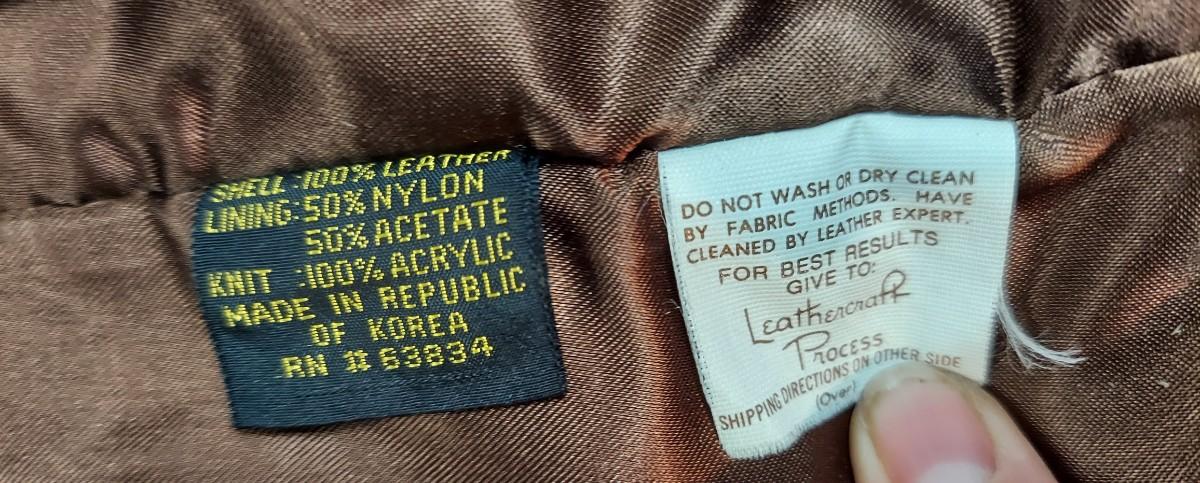 SHELL-100% LEATHER
LINING-50% NYLON
50% ACETATE
KNIT -100% ACRYLIC
MADE IN REPUBLIC
OF KOREA
RN # 63834
DO NOT WASH OR DRY CLEAN
BY FABRIC METHODS. HAVE
CLEANED BY LEATHER EXPERT.
FOR BEST RESULTS
GIVE TO:
Leathercraft
Process
SHIPPING DIRECTIONS ON OTHER SIDE
(Over)